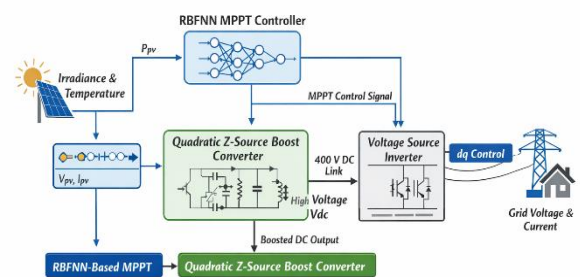 RBFNN MPPT Controller
Ppv
Irradiance &
Temperature
MPPT Control Signal
Quadratic Z-Source Boost
Converter
Voltage Source
Inverter
400 V DC
Link
dq Control
Vpv, Ipv
High Voltage
Vdc
Grid Voltage &
Current
Boosted DC Output
RBFNN-Based MPPT
Quadratic Z-Source Boost Converter